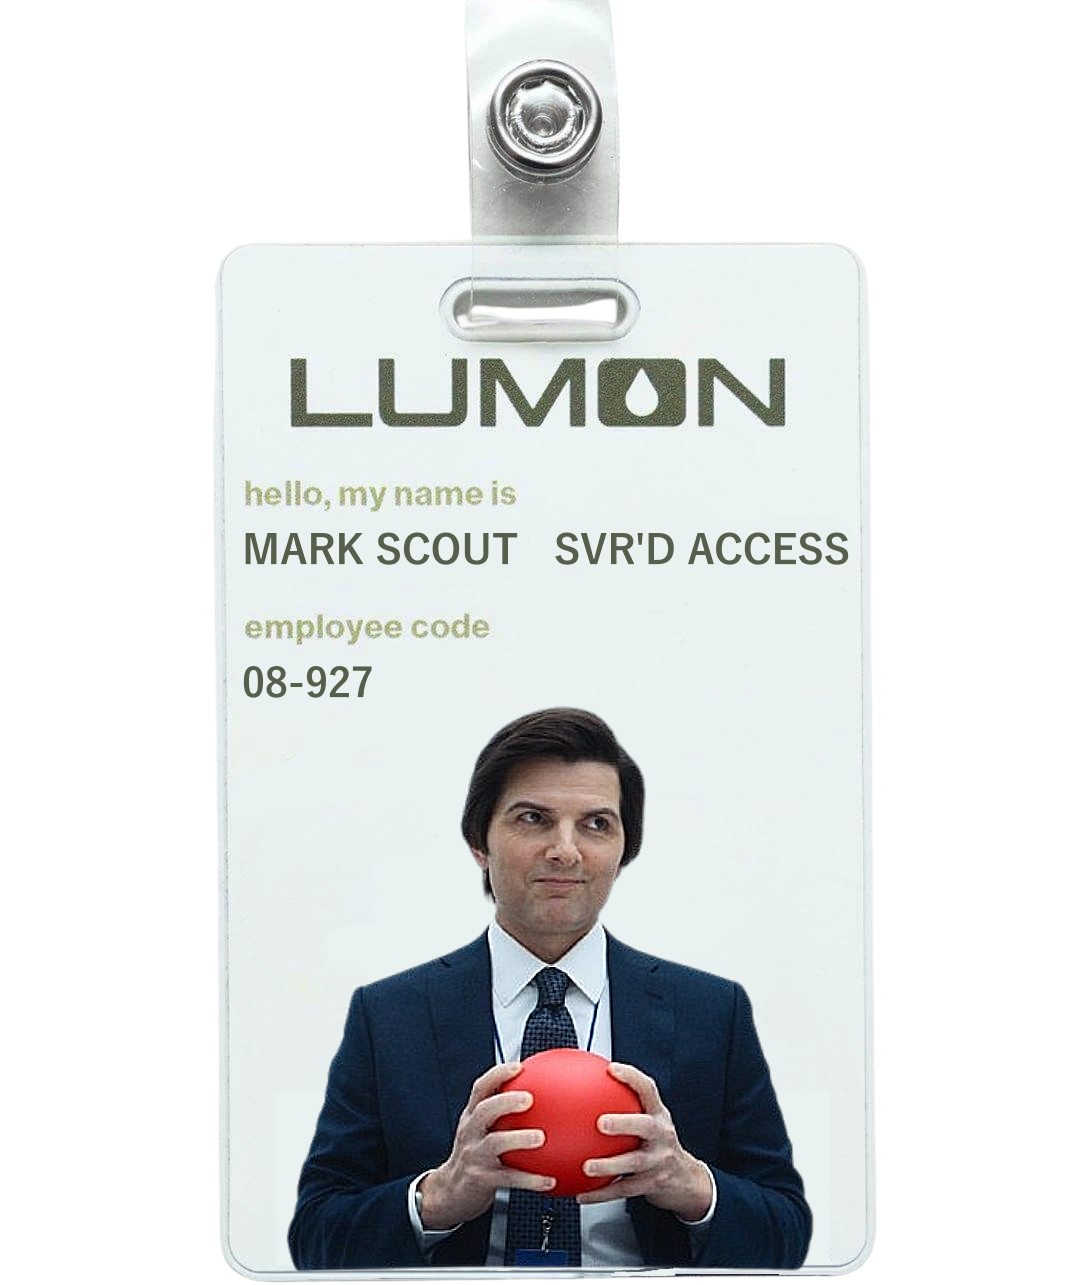 LUMON
hello, my name is
MARK SCOUT SVR'D ACCESS
employee code
08-927